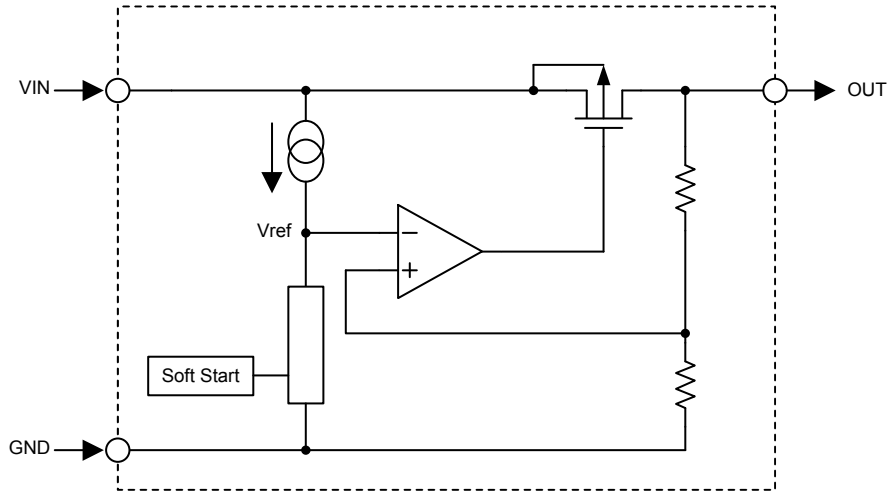 VIN
OUT
Vref
−
+
Soft Start
GND